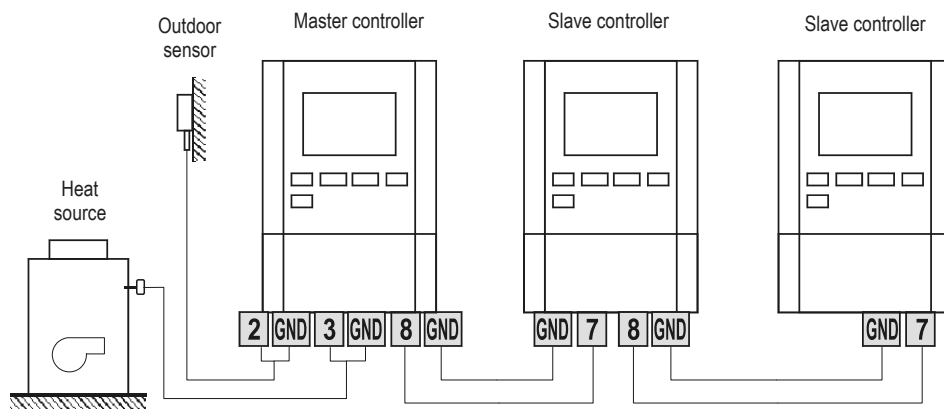 Outdoor
sensor
Master controller
Slave controller
Slave controller
Heat
source
2 GND 3 GND 8 GND
GND 7 8 GND
GND 7